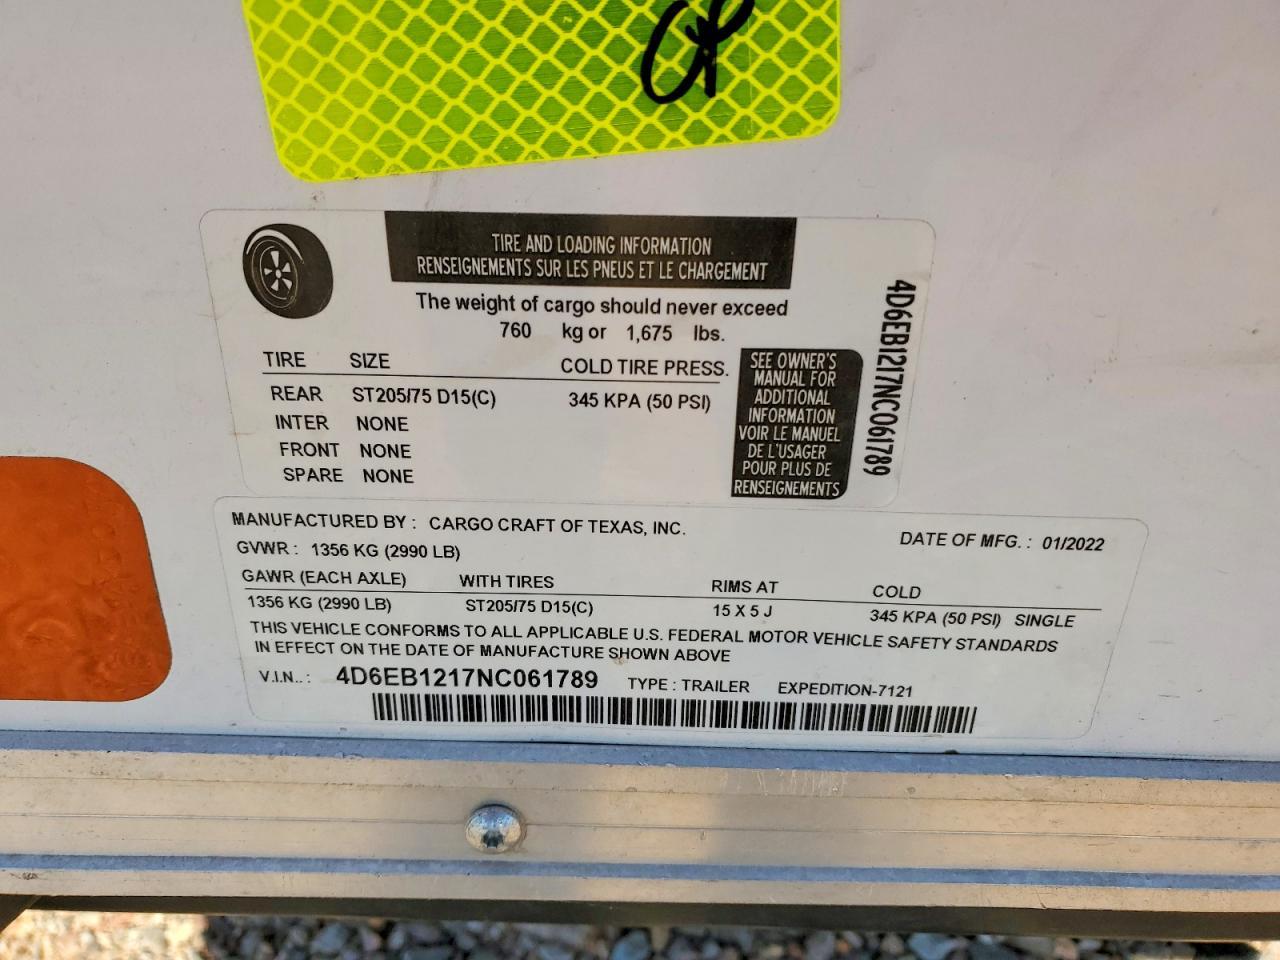 CP
TIRE AND LOADING INFORMATION
RENSEIGNEMENTS SUR LES PNEUS ET LE CHARGEMENT
The weight of cargo should never exceed
760 kg or 1,675 lbs.
TIRE SIZE COLD TIRE PRESS.
REAR ST205/75 D15(C) 345 KPA (50 PSI)
INTER NONE
FRONT NONE
SPARE NONE
SEE OWNER'S
MANUAL FOR
ADDITIONAL
INFORMATION
VOIR LE MANUEL
DE L'USAGER
POUR PLUS DE
RENSEIGNEMENTS
4D6EB1217NC061789
MANUFACTURED BY : CARGO CRAFT OF TEXAS, INC. DATE OF MFG. : 01/2022
GVWR : 1356 KG (2990 LB)
GAWR (EACH AXLE) WITH TIRES RIMS AT COLD
1356 KG (2990 LB) ST205/75 D15(C) 15 X 5 J 345 KPA (50 PSI) SINGLE
THIS VEHICLE CONFORMS TO ALL APPLICABLE U.S. FEDERAL MOTOR VEHICLE SAFETY STANDARDS
IN EFFECT ON THE DATE OF MANUFACTURE SHOWN ABOVE
V.I.N.. : 4D6EB1217NC061789 TYPE : TRAILER EXPEDITION-7121